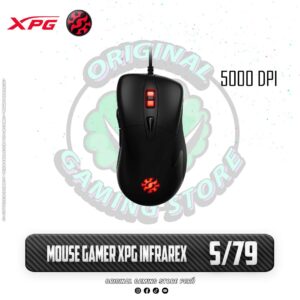 XPG
ORIGINAL
5000 DPI
GAMING STORE
MOUSE GAMER XPG INFRAREX
S/79
ORIGINAL GAMING STORE PERÚ